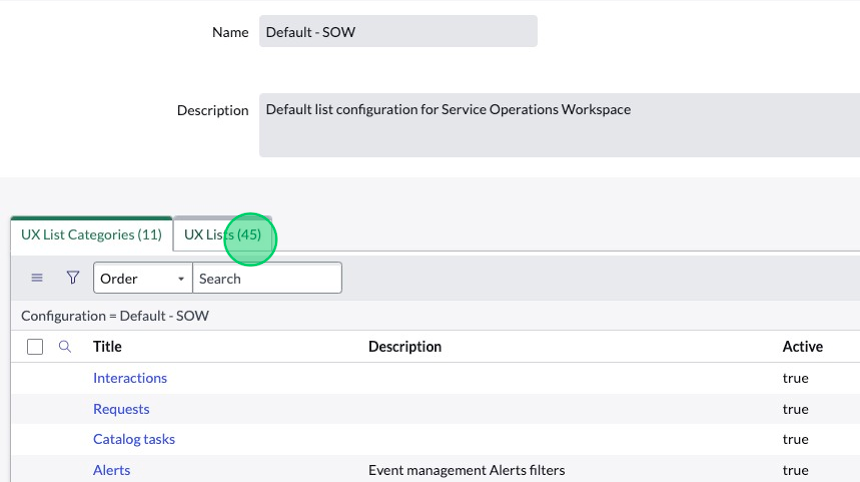 Name Default - SOW
Description Default list configuration for Service Operations Workspace
UX List Categories (11) UX Lists (45)
Order Search
Configuration = Default - SOW
Title Description Active
Interactions true
Requests true
Catalog tasks true
Alerts Event management Alerts filters true